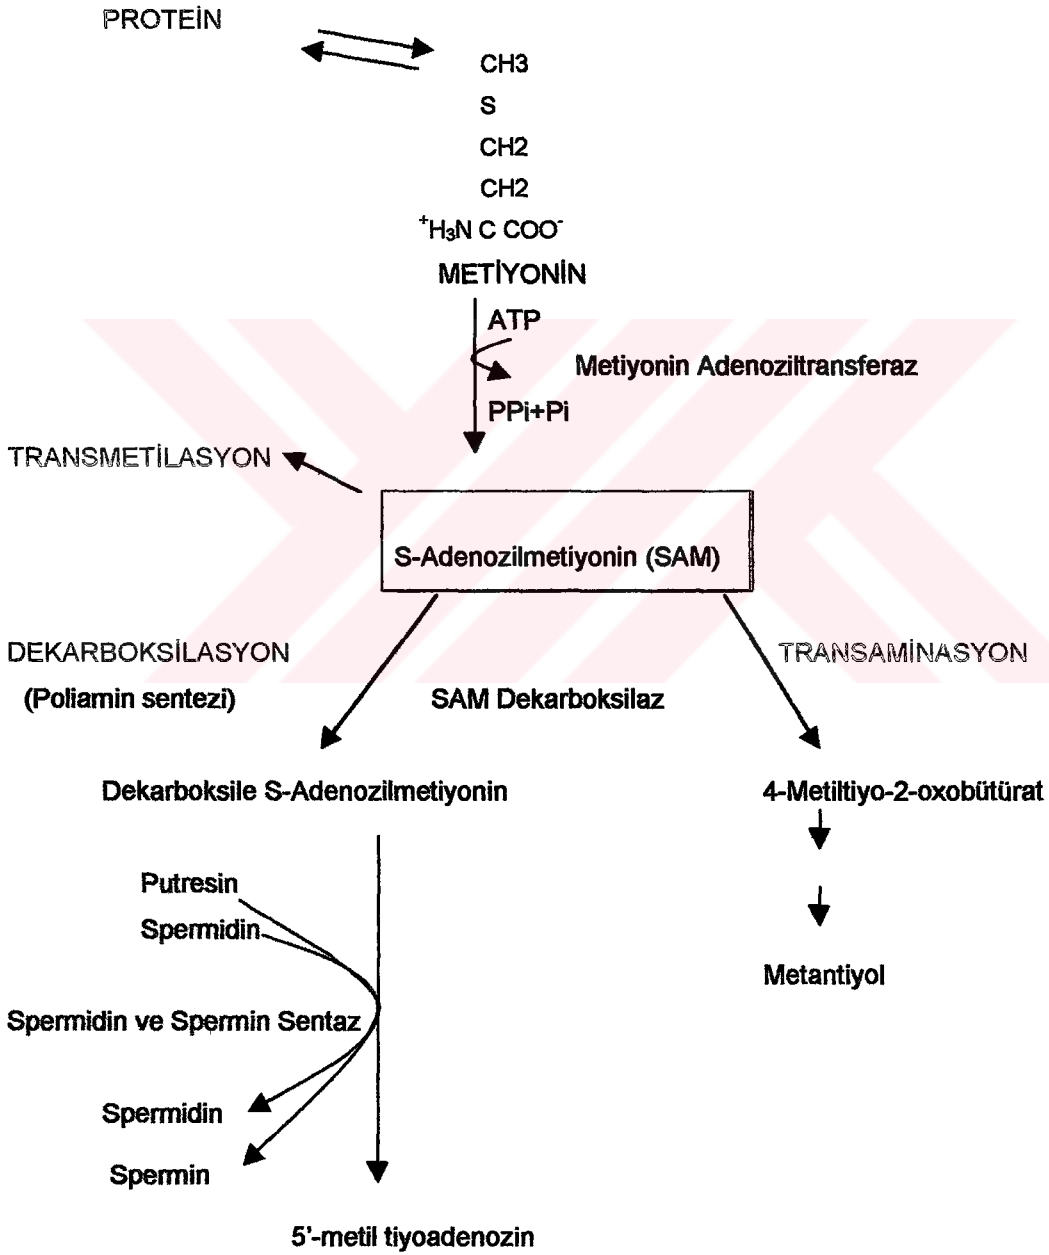 PROTEİN
CH3
S
CH2
CH2
⁺H₃N C COO⁻
METİYONİN
ATP
Metiyonin Adenoziltransferaz
PPi+Pi
TRANSMETİLASYON
S-Adenozilmetiyonin (SAM)
DEKARBOKSİLASYON
TRANSAMİNASYON
(Poliamin sentezi)
SAM Dekarboksilaz
Dekarboksile S-Adenozilmetiyonin
4-Metiltiyo-2-oxobütürat
Putresin
Spermidin
Metantiyol
Spermidin ve Spermin Sentaz
Spermidin
Spermin
5'-metil tiyoadenozin